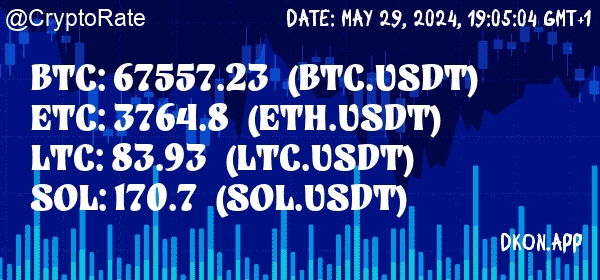 @CryptoRate
DATE: MAY 29, 2024, 19:05:04 GMT+1
BTC: 67557.23 (BTC.USDT)
ETC: 3764.8 (ETH.USDT)
LTC: 83.93 (LTC.USDT)
SOL: 170.7 (SOL.USDT)
DKON.APP